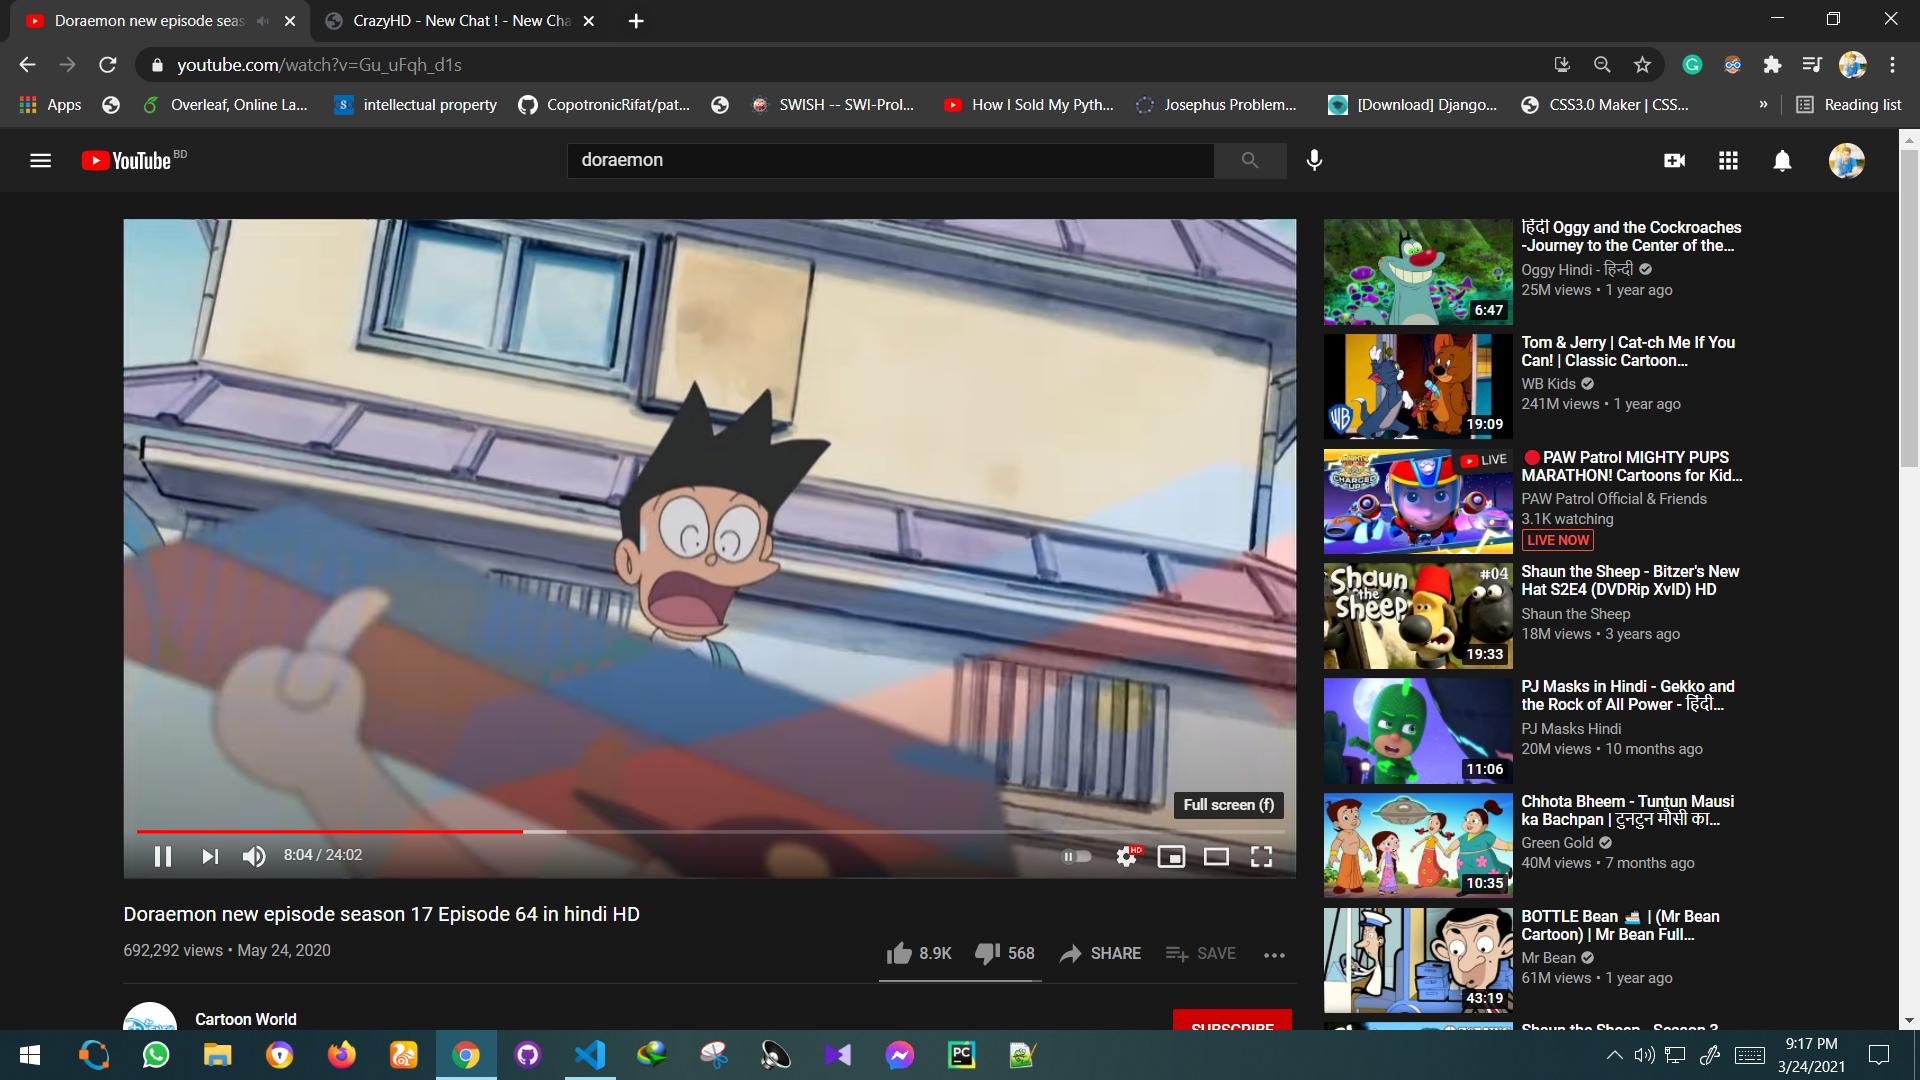 Doraemon new episode seas
CrazyHD - New Chat ! - New Cha
youtube.com/watch?v=Gu_uFqh_d1s
Apps
Overleaf, Online La...
intellectual property
CopotronicRifat/pat...
SWISH -- SWI-Prol...
How I Sold My Pyth...
Josephus Problem...
[Download] Django...
CSS3.0 Maker | CSS...
»
Reading list
YouTube BD
doraemon
Full screen (f)
8:04 / 24:02
HD
Doraemon new episode season 17 Episode 64 in hindi HD
692,292 views • May 24, 2020
8.9K
568
SHARE
SAVE
Cartoon World
SUBSCRIBE
6:47
हिंदी Oggy and the Cockroaches
-Journey to the Center of the...
Oggy Hindi - हिन्दी
25M views • 1 year ago
WB
19:09
Tom & Jerry | Cat-ch Me If You
Can! | Classic Cartoon...
WB Kids
241M views • 1 year ago
CHARGED UP
LIVE
PAW Patrol MIGHTY PUPS
MARATHON! Cartoons for Kid...
PAW Patrol Official & Friends
3.1K watching
LIVE NOW
Shaun
the
Sheep
#04
19:33
Shaun the Sheep - Bitzer's New
Hat S2E4 (DVDRip XvID) HD
Shaun the Sheep
18M views • 3 years ago
11:06
PJ Masks in Hindi - Gekko and
the Rock of All Power - हिंदी...
PJ Masks Hindi
20M views • 10 months ago
10:35
Chhota Bheem - Tuntun Mausi
ka Bachpan | टुनटुन मौसी का...
Green Gold
40M views • 7 months ago
43:19
BOTTLE Bean 🚢 | (Mr Bean
Cartoon) | Mr Bean Full...
Mr Bean
61M views • 1 year ago
Shaun the Sheep - Season 3
PC
9:17 PM
3/24/2021